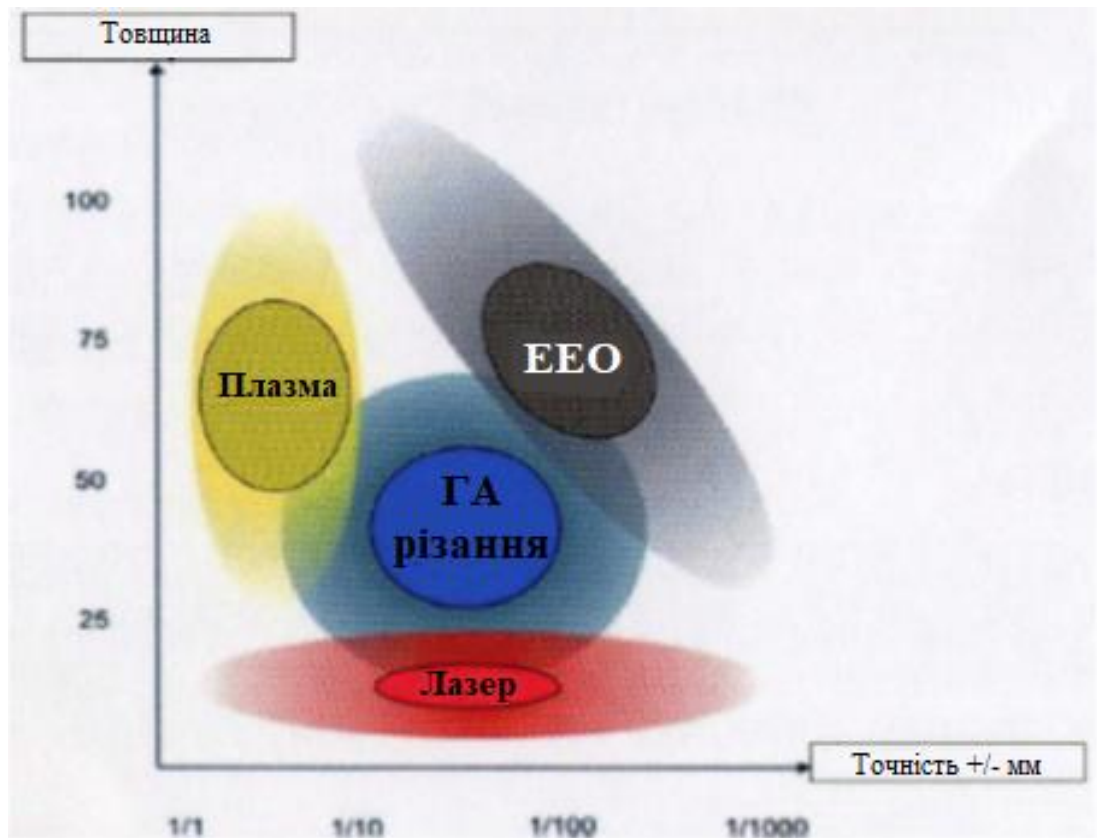 Товщина
100
75
50
25
Плазма
ЕЕО
ГА
різання
Лазер
Точність +/- мм
1/1
1/10
1/100
1/1000